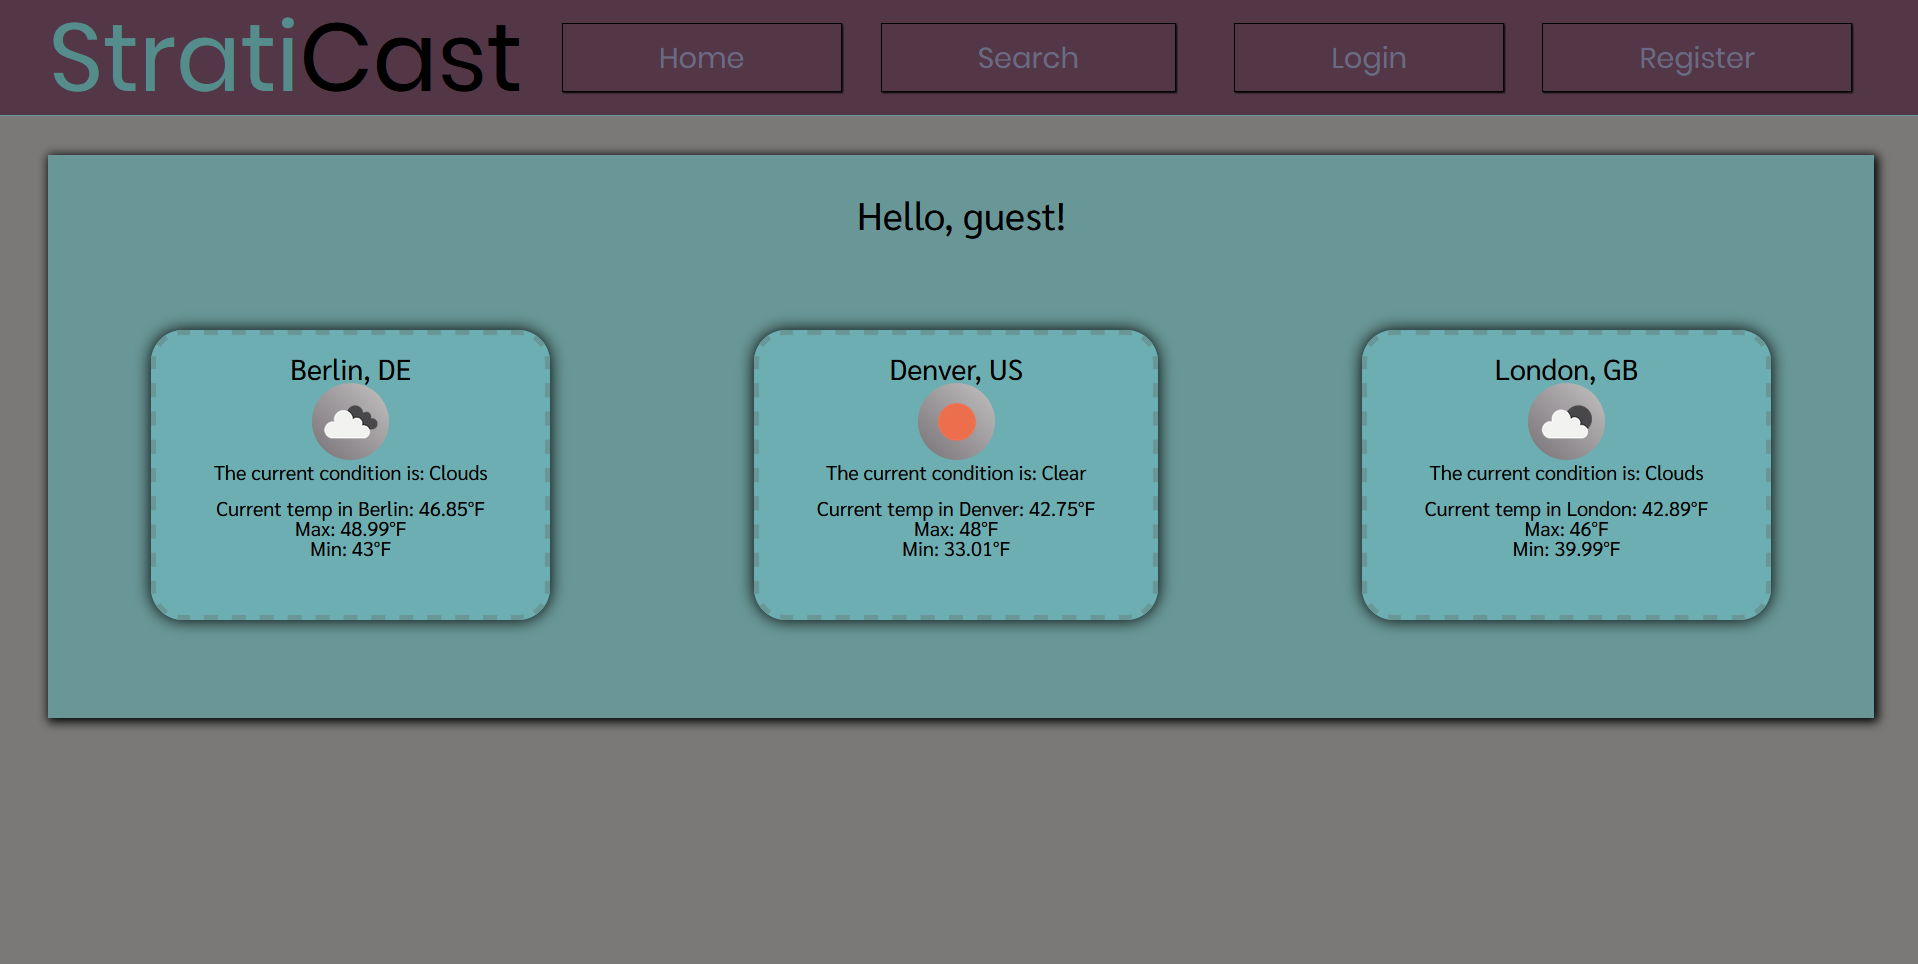 StratiCast
Home
Search
Login
Register
Hello, guest!
Berlin, DE
The current condition is: Clouds
Current temp in Berlin: 46.85°F
Max: 48.99°F
Min: 43°F
Denver, US
The current condition is: Clear
Current temp in Denver: 42.75°F
Max: 48°F
Min: 33.01°F
London, GB
The current condition is: Clouds
Current temp in London: 42.89°F
Max: 46°F
Min: 39.99°F